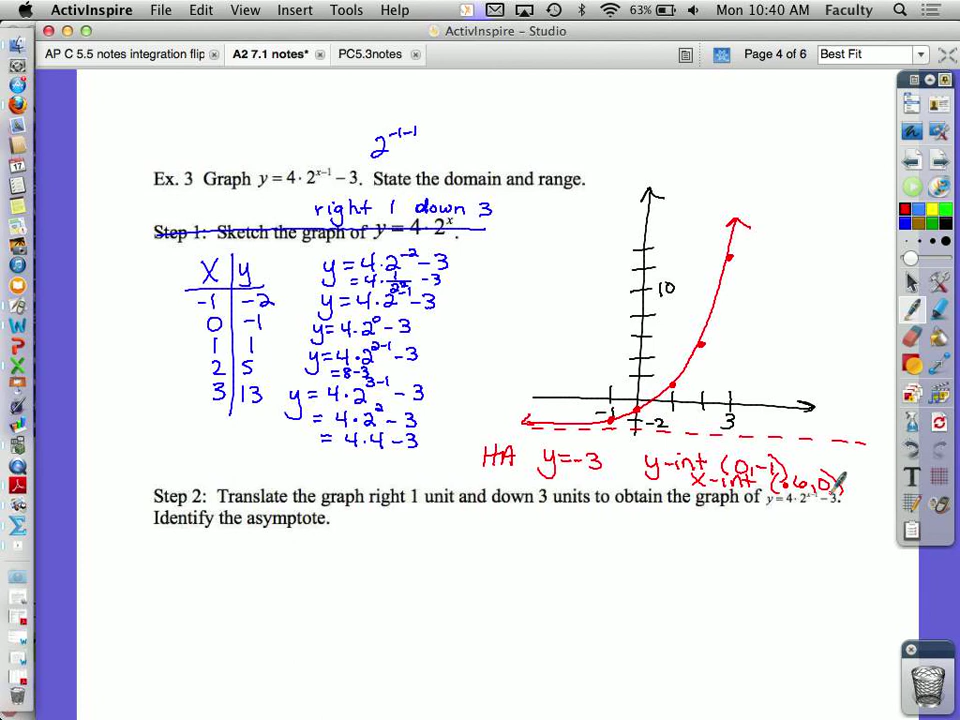 ActivInspire File Edit View Insert Tools Help 63% Mon 10:40 AM Faculty
ActivInspire - Studio
AP C 5.5 notes integration flip A2 7.1 notes* PC5.3notes Page 4 of 6 Best Fit
2^{-1-1}
Ex. 3 Graph y = 4 · 2^{x-1} - 3. State the domain and range.
right 1 down 3
Step 1: Sketch the graph of y = 4 · 2^x.
x y
-1 -2
0 -1
1 1
2 5
3 13
y = 4 · 2^{-2} - 3
= 4 · 1/2^2 - 3
y = 4 · 2^{-1} - 3
y = 4 · 2^0 - 3
y = 4 · 2^{2-1} - 3
= 8 - 3
y = 4 · 2^{3-1} - 3
= 4 · 2^2 - 3
= 4 · 4 - 3
10
-1 -2 3
HA y = -3 y-int (0, -1)
x-int (.6, 0)
Step 2: Translate the graph right 1 unit and down 3 units to obtain the graph of y = 4 · 2^{x-1} - 3.
Identify the asymptote.
17